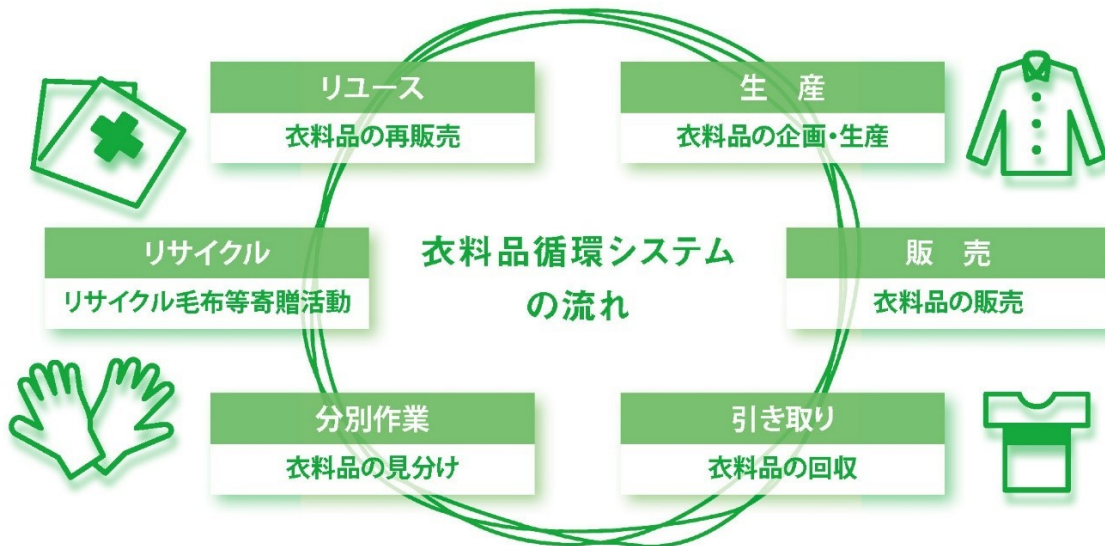 リユース
衣料品の再販売
生　産
衣料品の企画・生産
リサイクル
リサイクル毛布等寄贈活動
衣料品循環システム
の流れ
販　売
衣料品の販売
分別作業
衣料品の見分け
引き取り
衣料品の回収